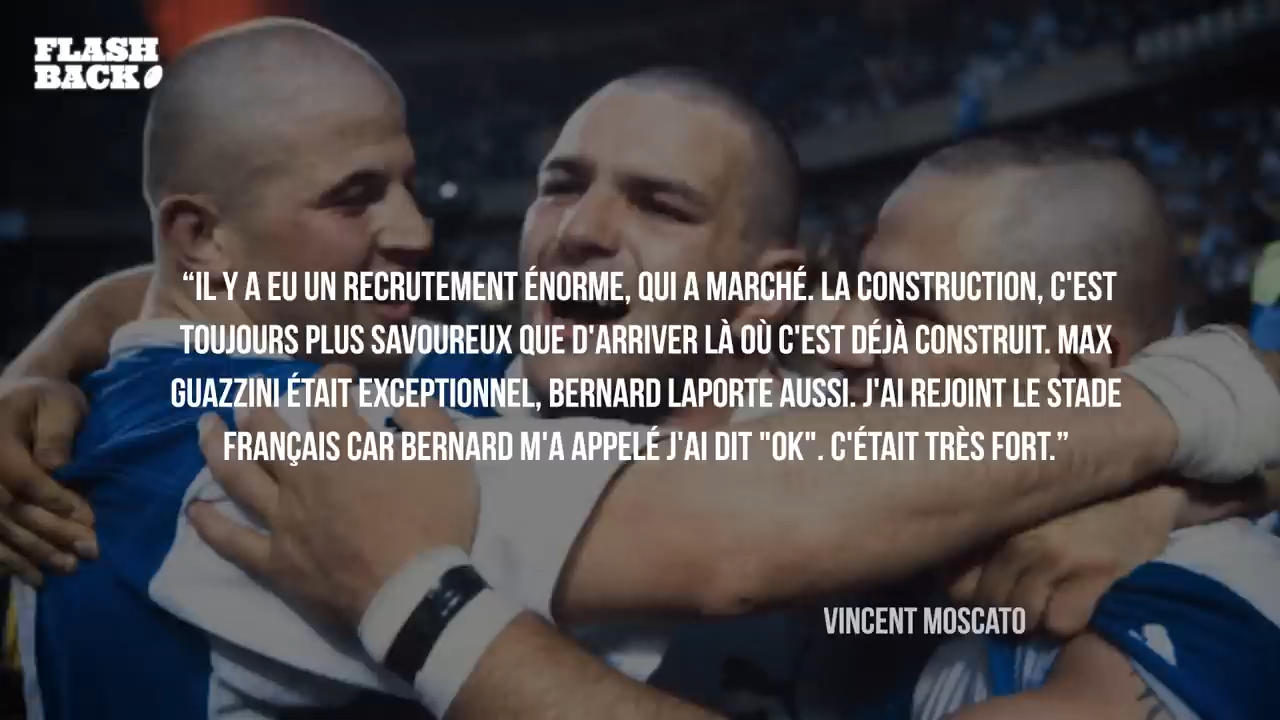 FLASH
BACK
“IL Y A EU UN RECRUTEMENT ÉNORME, QUI A MARCHÉ. LA CONSTRUCTION, C'EST
TOUJOURS PLUS SAVOUREUX QUE D'ARRIVER LÀ OÙ C'EST DÉJÀ CONSTRUIT. MAX
GUAZZINI ÉTAIT EXCEPTIONNEL, BERNARD LAPORTE AUSSI. J'AI REJOINT LE STADE
FRANÇAIS CAR BERNARD M'A APPELÉ J'AI DIT "OK". C'ÉTAIT TRÈS FORT.”
VINCENT MOSCATO